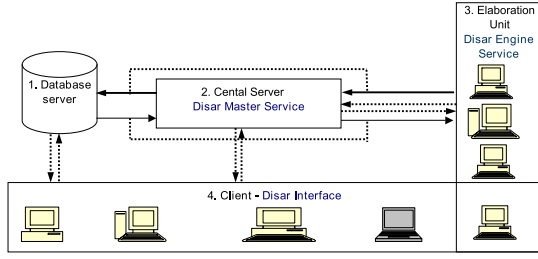 3. Elaboration
Unit
Disar Engine
Service
1. Database
server
2. Cental Server
Disar Master Service
4. Client - Disar Interface